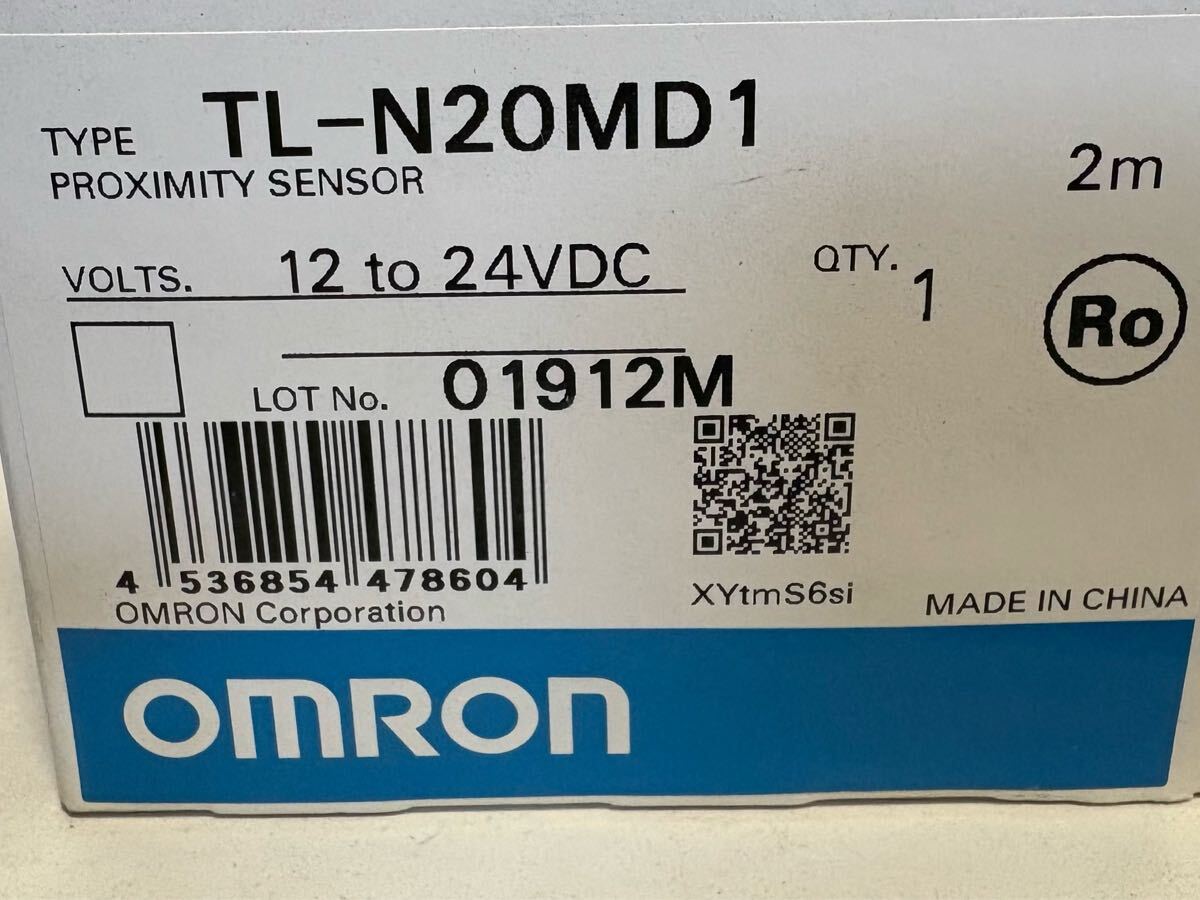 TYPE TL-N20MD1
PROXIMITY SENSOR 2m
VOLTS. 12 to 24VDC QTY. 1
Ro
LOT No. 01912M
4 536854 478604
OMRON Corporation
XYtmS6si
MADE IN CHINA
OMRON